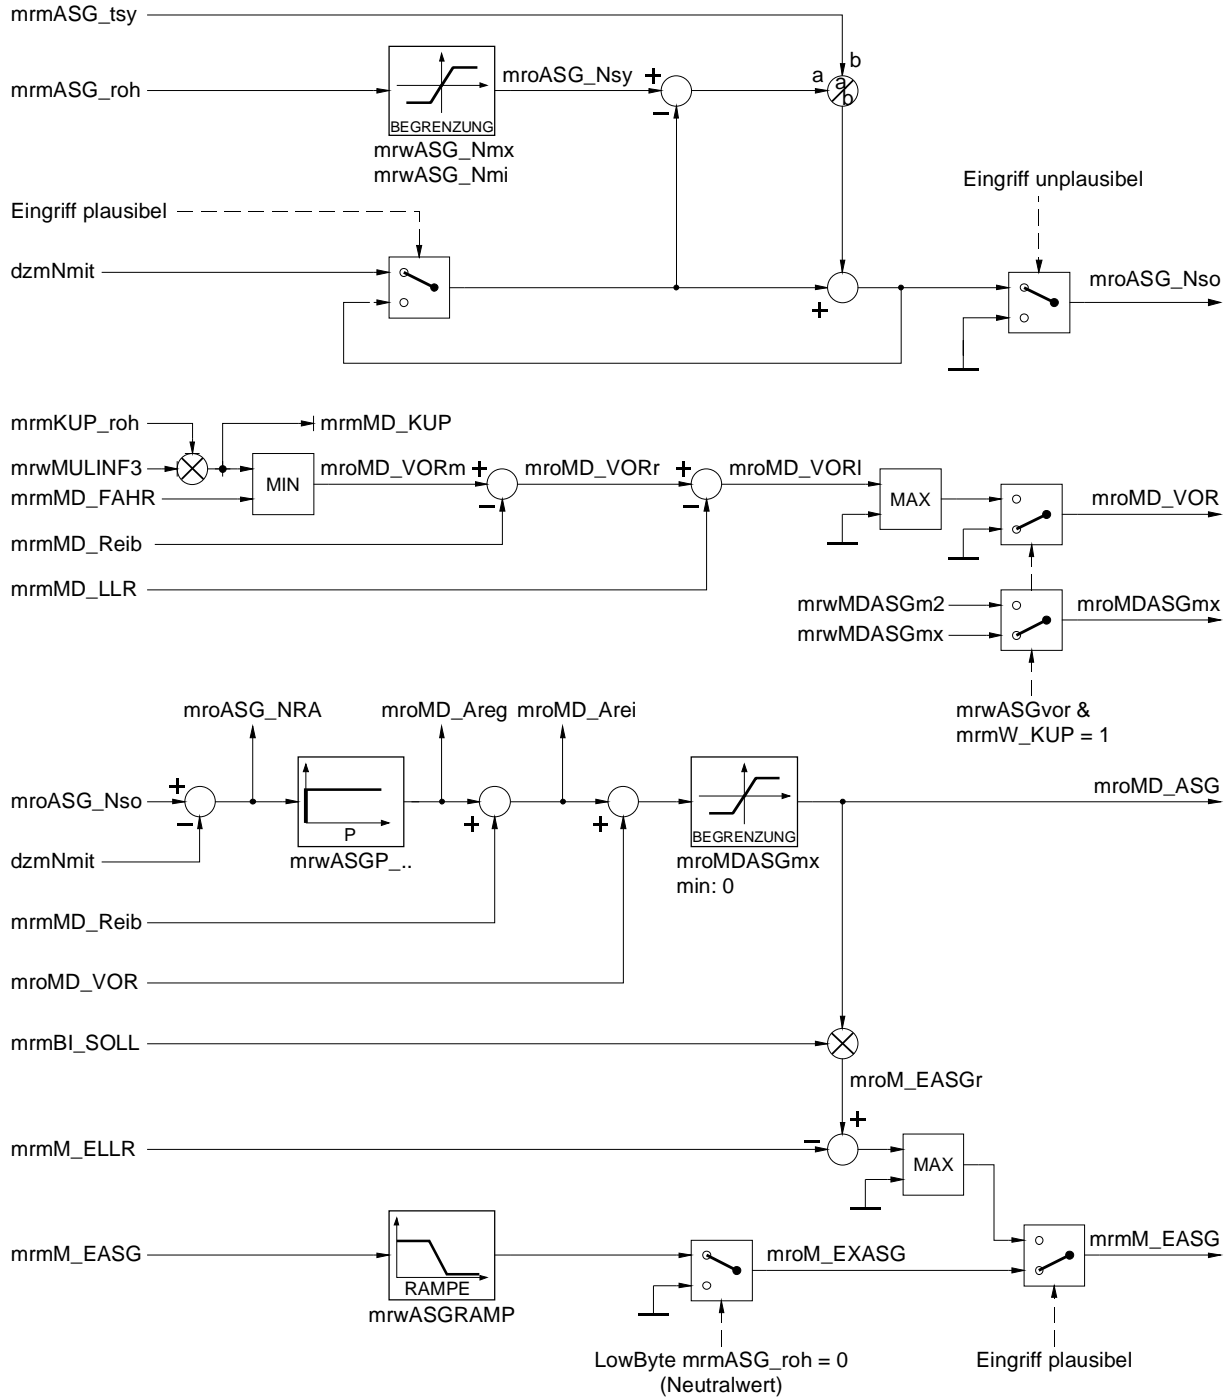 mrmASG_tsy
b
a
a
b
mrmASG_roh
mroASG_Nsy
+
−
BEGRENZUNG
mrwASG_Nmx
mrwASG_Nmi
Eingriff unplausibel
Eingriff plausibel
dzmNmit
+
mroASG_Nso
mrmKUP_roh
mrmMD_KUP
mrwMULINF3
mrmMD_FAHR
MIN
mroMD_VORm
+
−
mroMD_VORr
+
−
mroMD_VORl
MAX
mroMD_VOR
mrmMD_Reib
mrmMD_LLR
mrwMDASGm2
mrwMDASGmx
mroMDASGmx
mrwASGvor &
mrmW_KUP = 1
mroASG_NRA
mroMD_Areg
mroMD_Arei
mroASG_Nso
+
−
P
mrwASGP_..
+
+
BEGRENZUNG
mroMDASGmx
min: 0
mroMD_ASG
dzmNmit
mrmMD_Reib
mroMD_VOR
mrmBI_SOLL
mroM_EASGr
+
−
mrmM_ELLR
MAX
mrmM_EASG
RAMPE
mrwASGRAMP
mroM_EXASG
mrmM_EASG
LowByte mrmASG_roh = 0
(Neutralwert)
Eingriff plausibel